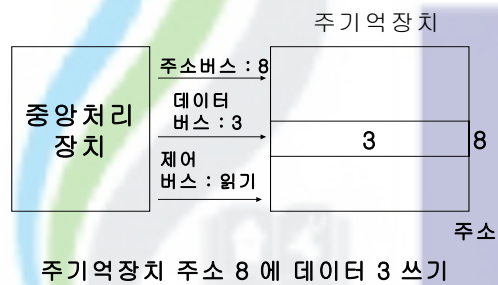 주기억장치
중앙처리
장치
주소버스 : 8
데이터
버스 : 3
제어
버스 : 읽기
3
8
주소
주기억장치 주소 8 에 데이터 3 쓰기